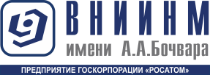 ВНИИНМ
имени А.А.Бочвара
ПРЕДПРИЯТИЕ ГОСКОРПОРАЦИИ «РОСАТОМ»